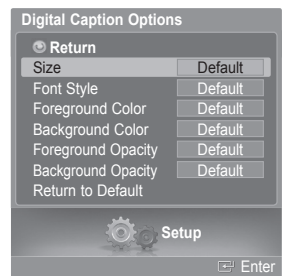 Digital Caption Options
Return
Size Default
Font Style Default
Foreground Color Default
Background Color Default
Foreground Opacity Default
Background Opacity Default
Return to Default
Setup
Enter